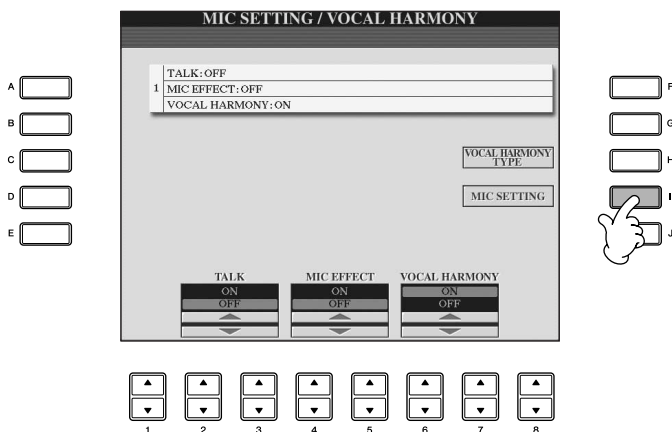 MIC SETTING / VOCAL HARMONY
TALK:OFF
1 MIC EFFECT:OFF
VOCAL HARMONY:ON
A
F
B
G
C
H
VOCAL HARMONY
TYPE
D
MIC SETTING
I
E
J
TALK MIC EFFECT VOCAL HARMONY
ON ON ON
OFF OFF OFF
1 2 3 4 5 6 7 8